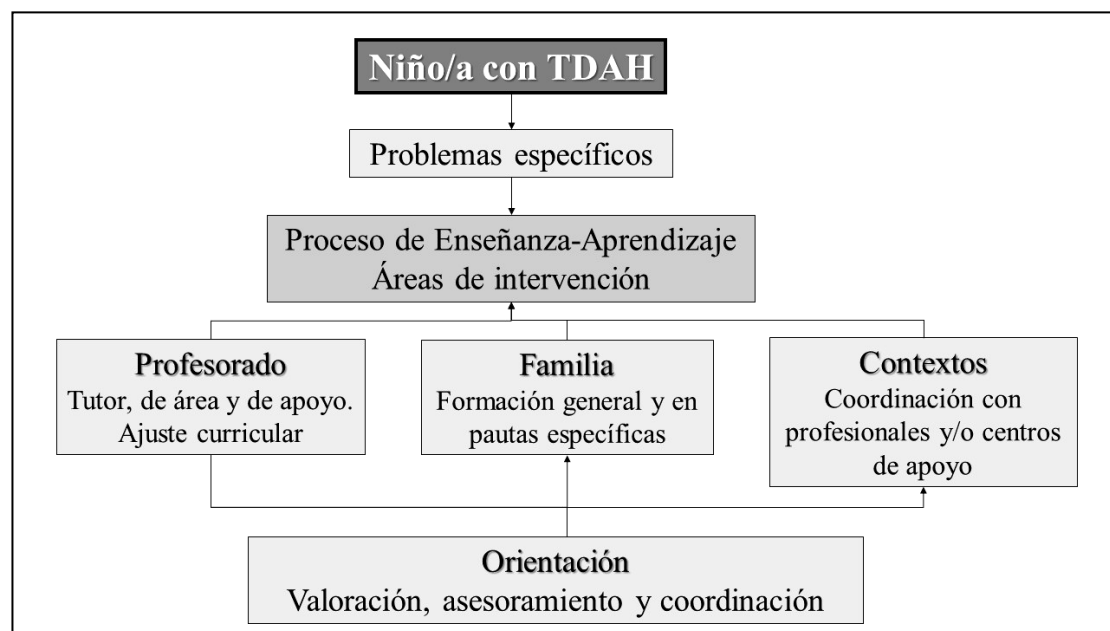 Niño/a con TDAH
Problemas específicos
Proceso de Enseñanza-Aprendizaje
Áreas de intervención
Profesorado
Tutor, de área y de apoyo.
Ajuste curricular
Familia
Formación general y en
pautas específicas
Contextos
Coordinación con
profesionales y/o centros
de apoyo
Orientación
Valoración, asesoramiento y coordinación